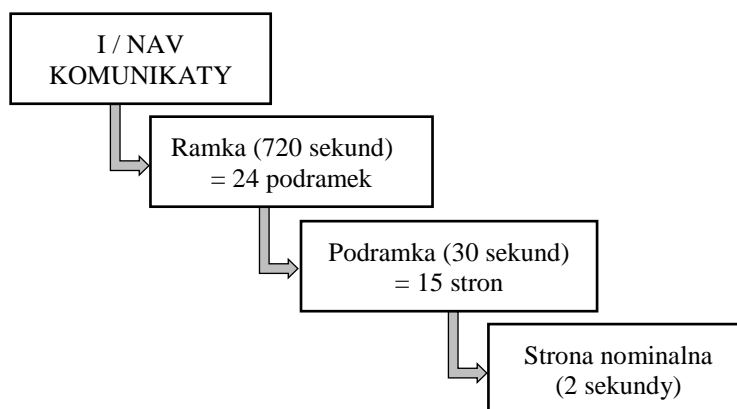 I / NAV
KOMUNIKATY
Ramka (720 sekund)
= 24 podramek
Podramka (30 sekund)
= 15 stron
Strona nominalna
(2 sekundy)